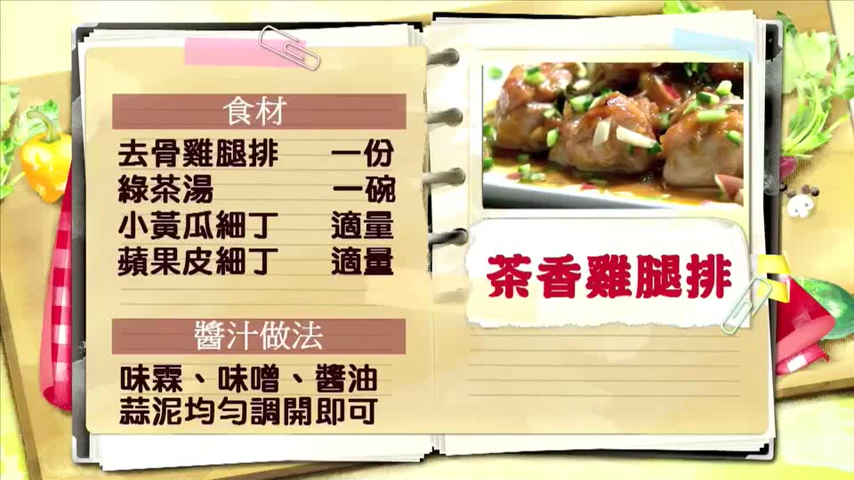 食材
去骨雞腿排 一份
綠茶湯 一碗
小黃瓜細丁 適量
蘋果皮細丁 適量
醬汁做法
味霖、味噌、醬油
蒜泥均勻調開即可
茶香雞腿排